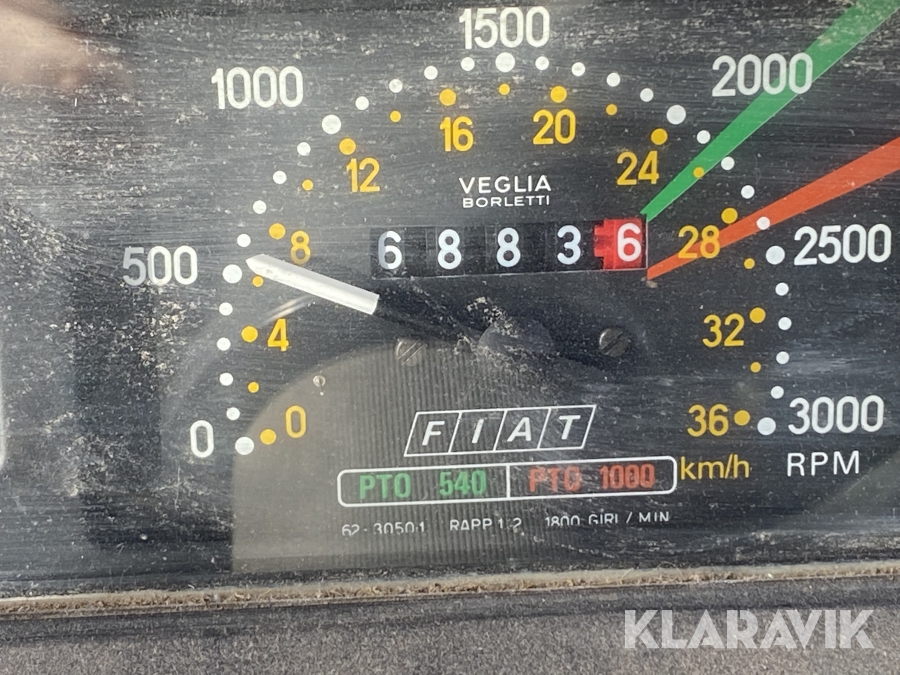 1500
1000
2000
16
20
12
24
VEGLIA
BORLETTI
500
8
6 8 8 3 6
28
2500
4
32
0
0
FIAT
36
3000
PTO 540
PTO 1000
km/h
RPM
62-3050-1 RAPP 1.2 1800 GIRI / MIN
KLARAVIK